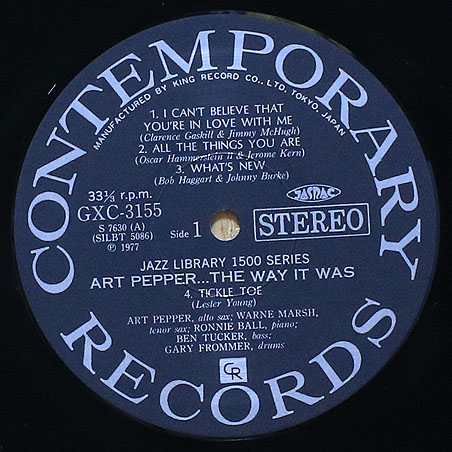 CONTEMPORARY RECORDS
MANUFACTURED BY KING RECORD CO., LTD. TOKYO, JAPAN
1. I CAN'T BELIEVE THAT
YOU'RE IN LOVE WITH ME
(Clarence Gaskill & Jimmy McHugh)
2. ALL THE THINGS YOU ARE
(Oscar Hammerstein II & Jerome Kern)
3. WHAT'S NEW
(Bob Haggart & Johnny Burke)
33⅓ r.p.m.
GXC-3155
S 7630 (A)
(SILBT 5086)
℗ 1977
Side 1
JASRAC
STEREO
JAZZ LIBRARY 1500 SERIES
ART PEPPER...THE WAY IT WAS
4. TICKLE TOE
(Lester Young)
ART PEPPER, alto sax; WARNE MARSH,
tenor sax; RONNIE BALL, piano;
BEN TUCKER, bass;
GARY FROMMER, drums
CR